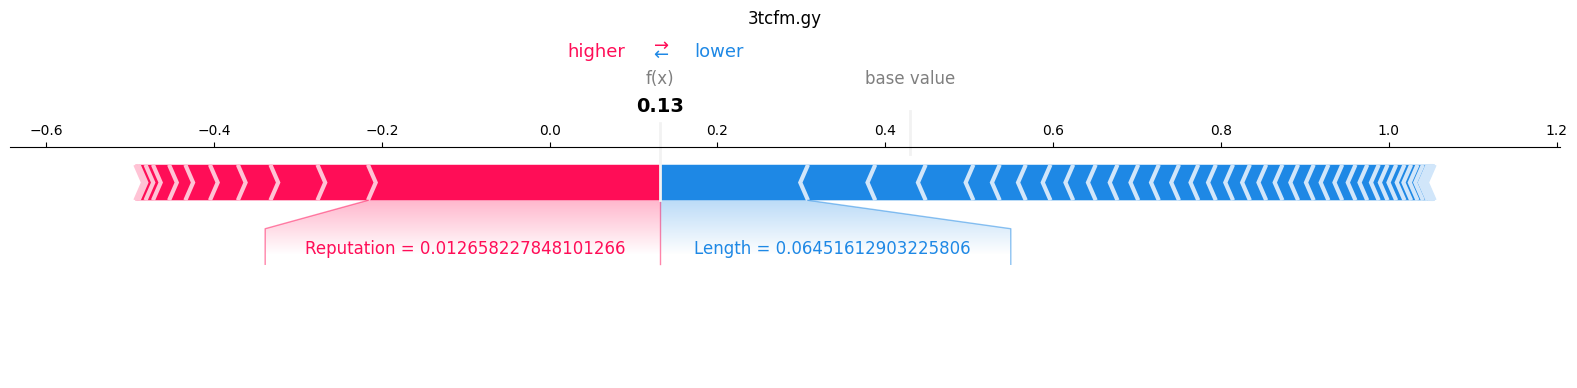 3tcfm.gy
higher → ← lower
f(x) base value
0.13
−0.6 −0.4 −0.2 0.0 0.2 0.4 0.6 0.8 1.0 1.2
Reputation = 0.012658227848101266 Length = 0.06451612903225806